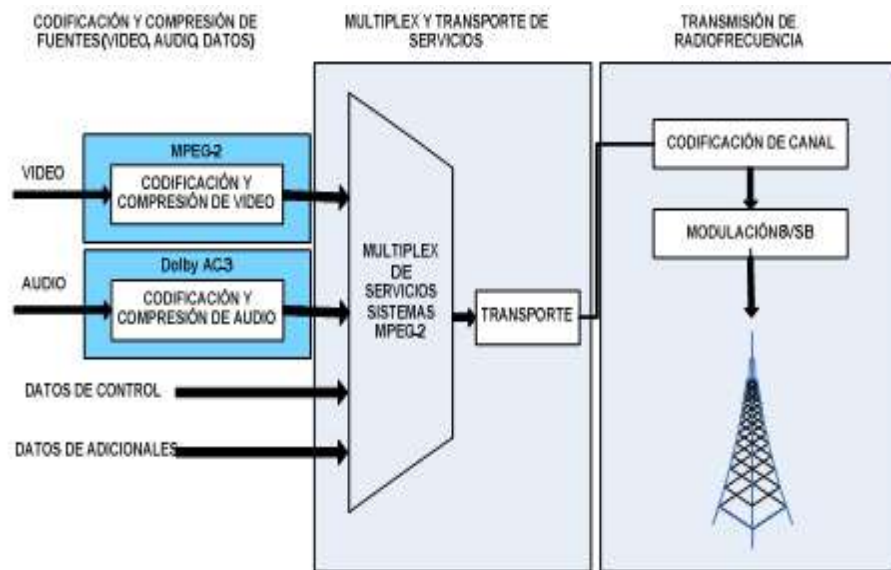 CODIFICACIÓN Y COMPRESIÓN DE
FUENTES(VIDEO, AUDIO, DATOS)
MULTIPLEX Y TRANSPORTE DE
SERVICIOS
TRANSMISIÓN DE
RADIOFRECUENCIA
VIDEO
MPEG-2
CODIFICACIÓN Y
COMPRESIÓN DE VIDEO
AUDIO
Dolby AC-3
CODIFICACIÓN Y
COMPRESIÓN DE AUDIO
DATOS DE CONTROL
DATOS DE ADICIONALES
MULTIPLEX
DE
SERVICIOS
SISTEMAS
MPEG-2
TRANSPORTE
CODIFICACIÓN DE CANAL
MODULACIÓN8/SB